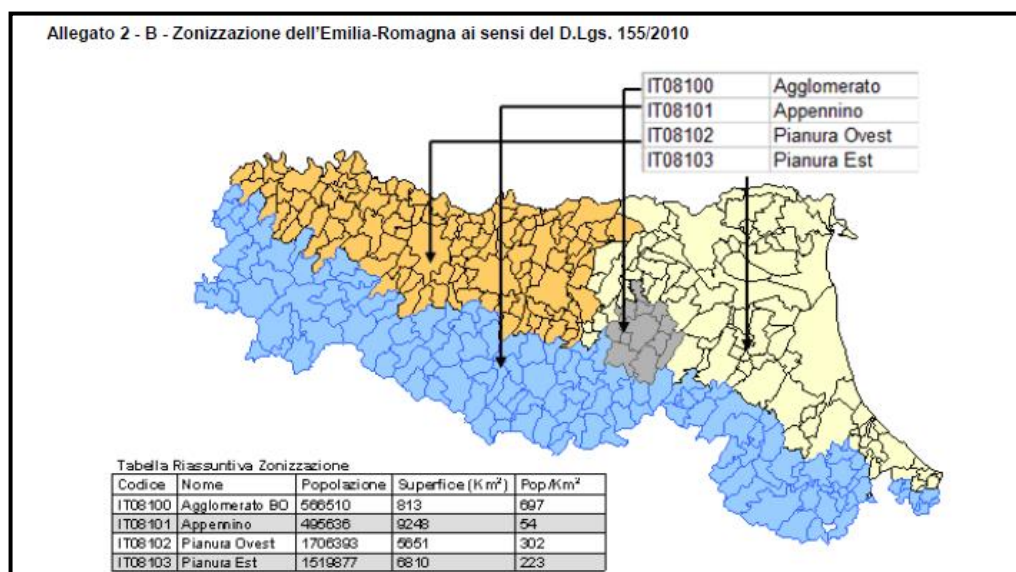 Allegato 2 - B - Zonizzazione dell'Emilia-Romagna ai sensi del D.Lgs. 155/2010
IT08100 Agglomerato
IT08101 Appennino
IT08102 Pianura Ovest
IT08103 Pianura Est
Tabella Riassuntiva Zonizzazione
Codice Nome Popolazione Superfice (Km²) Pop/Km²
IT08100 Agglomerato BO 566510 813 697
IT08101 Appennino 495636 9248 54
IT08102 Pianura Ovest 1706393 5651 302
IT08103 Pianura Est 1519877 6810 223